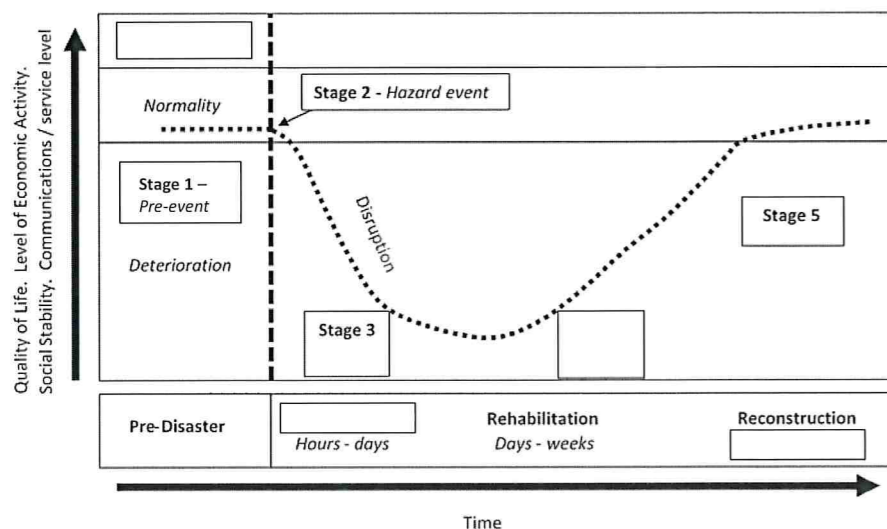 Quality of Life. Level of Economic Activity.
Social Stability. Communications / service level
Normality
Stage 2 - Hazard event
Stage 1 –
Pre-event
Disruption
Stage 5
Deterioration
Stage 3
Pre-Disaster
Hours - days
Rehabilitation
Days - weeks
Reconstruction
Time